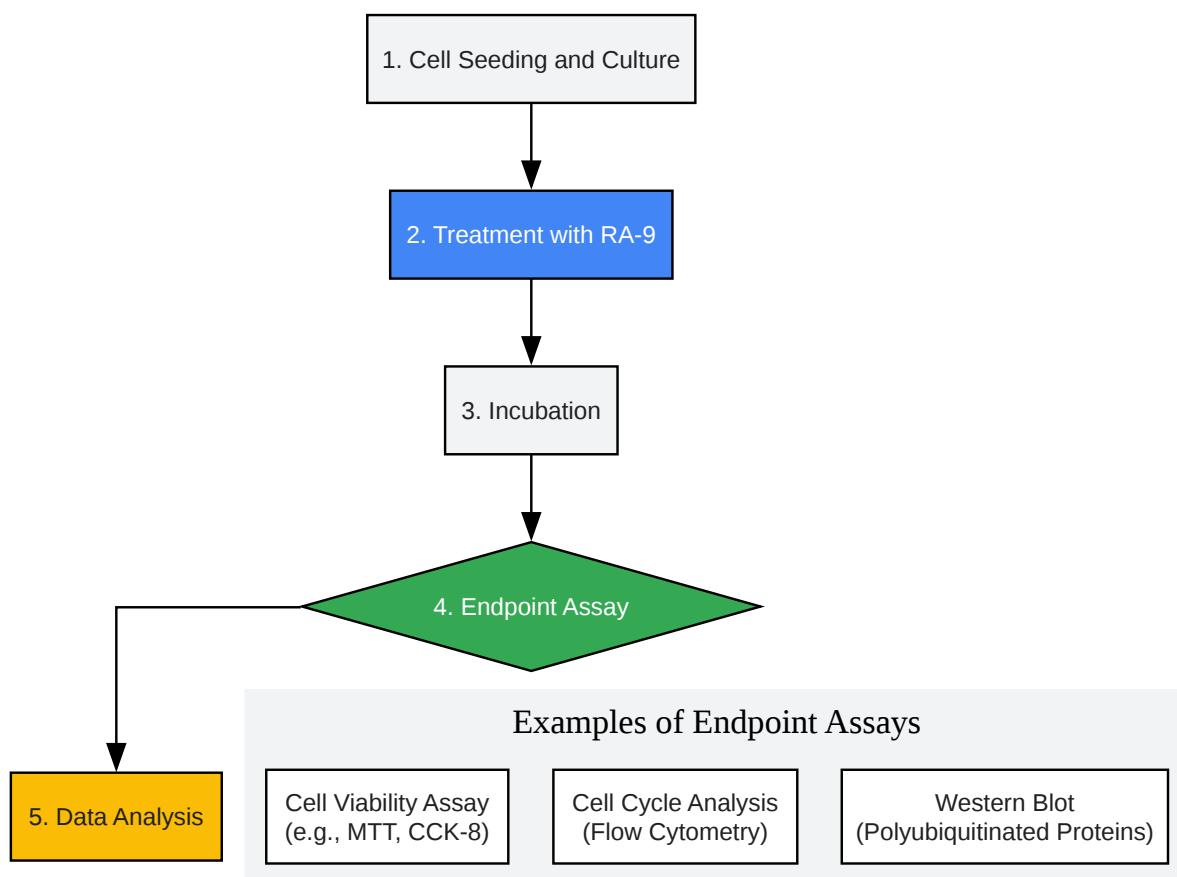 1. Cell Seeding and Culture
2. Treatment with RA-9
3. Incubation
4. Endpoint Assay
Examples of Endpoint Assays
5. Data Analysis
Cell Viability Assay
(e.g., MTT, CCK-8)
Cell Cycle Analysis
(Flow Cytometry)
Western Blot
(Polyubiquitinated Proteins)